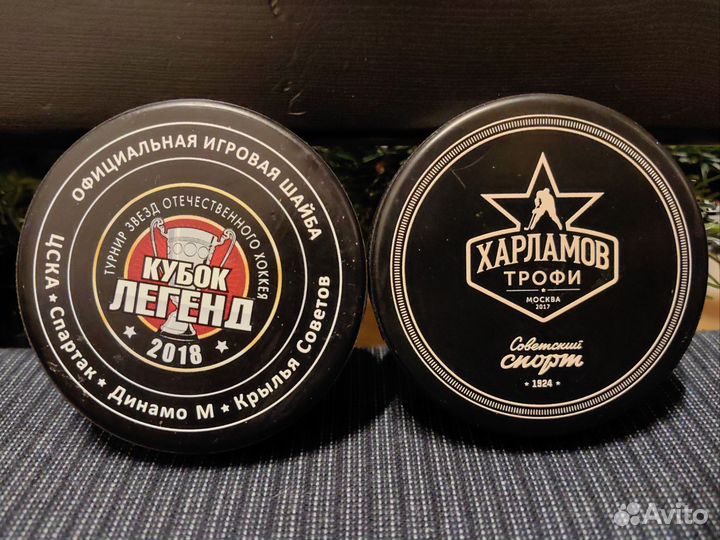 ОФИЦИАЛЬНАЯ ИГРОВАЯ ШАЙБА
ТУРНИР ЗВЕЗД ОТЕЧЕСТВЕННОГО ХОККЕЯ
КУБОК
ЛЕГЕНД
2018
ЦСКА ★ Спартак ★ Динамо М ★ Крылья Советов
ХАРЛАМОВ
ТРОФИ
МОСКВА
2017
Советский
спорт
1924
Avito